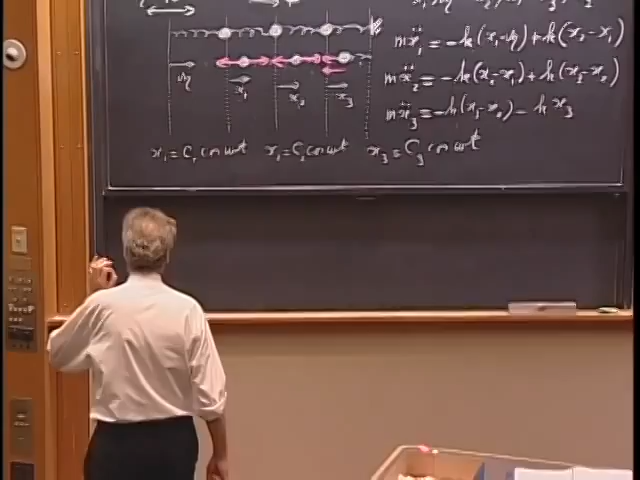 mẍ₁ = -k(x₁-η)+k(x₂-x₁)
mẍ₂ = -k(x₂-x₁)+k(x₃-x₂)
mẍ₃ = -k(x₃-x₂) - kx₃
η
x₁
x₂
x₃
x₁ = C₁ cos ωt x₂ = C₂ cos ωt x₃ = C₃ cos ωt